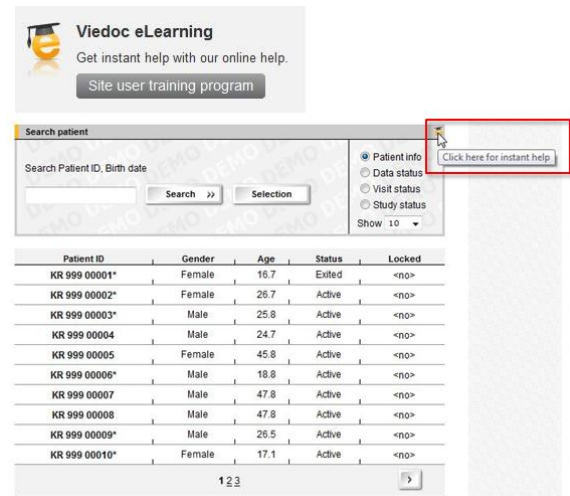 Viedoc eLearning
Get instant help with our online help.
Site user training program
Search patient
Click here for instant help
Search Patient ID, Birth date
Search >>
Selection
Patient info
Data status
Visit status
Study status
Show 10
Patient ID Gender Age Status Locked
KR 999 00001* Female 16.7 Exited <no>
KR 999 00002* Female 26.7 Active <no>
KR 999 00003* Male 25.8 Active <no>
KR 999 00004 Male 24.7 Active <no>
KR 999 00005 Female 45.8 Active <no>
KR 999 00006* Male 18.8 Active <no>
KR 999 00007 Male 47.8 Active <no>
KR 999 00008 Male 47.8 Active <no>
KR 999 00009* Male 26.5 Active <no>
KR 999 00010* Female 17.1 Active <no>
1 2 3 >